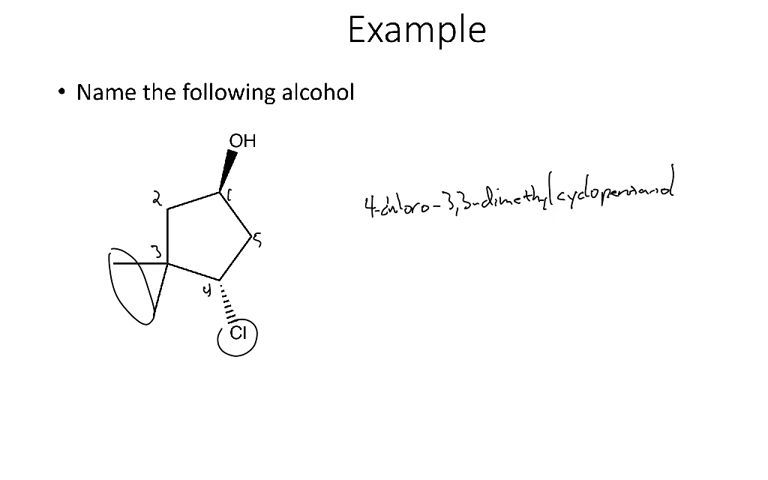 Example
• Name the following alcohol
OH
2
1
4-chloro-3,3-dimethylcyclopentanol
5
3
4
Cl